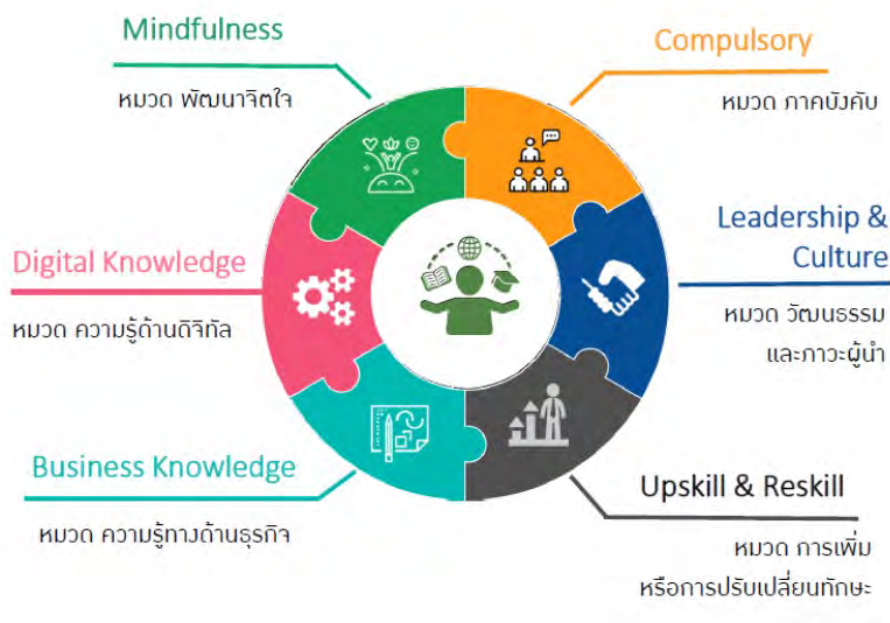 Mindfulness
หมวด พัฒนาจิตใจ
Compulsory
หมวด ภาคบังคับ
Digital Knowledge
หมวด ความรู้ด้านดิจิทัล
Leadership &
Culture
หมวด วัฒนธรรม
และภาวะผู้นำ
Business Knowledge
หมวด ความรู้ทางด้านธุรกิจ
Upskill & Reskill
หมวด การเพิ่ม
หรือการปรับเปลี่ยนทักษะ